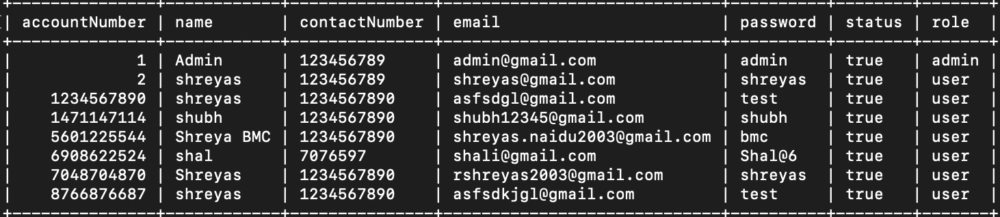 | accountNumber | name | contactNumber | email | password | status | role |
| 1 | Admin | 123456789 | admin@gmail.com | admin | true | admin |
| 2 | shreyas | 12345678​9 | shreyas@gmail.com | shreyas | true | user |
| 1234567890 | shreyas | 1234567890 | asfsdgl@gmail.com | test | true | user |
| 1471147114 | shubh | 1234567890 | shubh12345@gmail.com | shubh | true | user |
| 5601225544 | Shreya BMC | 1234567890 | shreyas.naidu2003@gmail.com | bmc | true | user |
| 6908622524 | shal | 7076597 | shali@gmail.com | Shal@6 | true | user |
| 7048704870 | Shreyas | 1234567890 | rshreyas2003@gmail.com | shreyas | true | user |
| 8766876687 | shreyas | 1234567890 | asfsdkjgl@gmail.com | test | true | user |